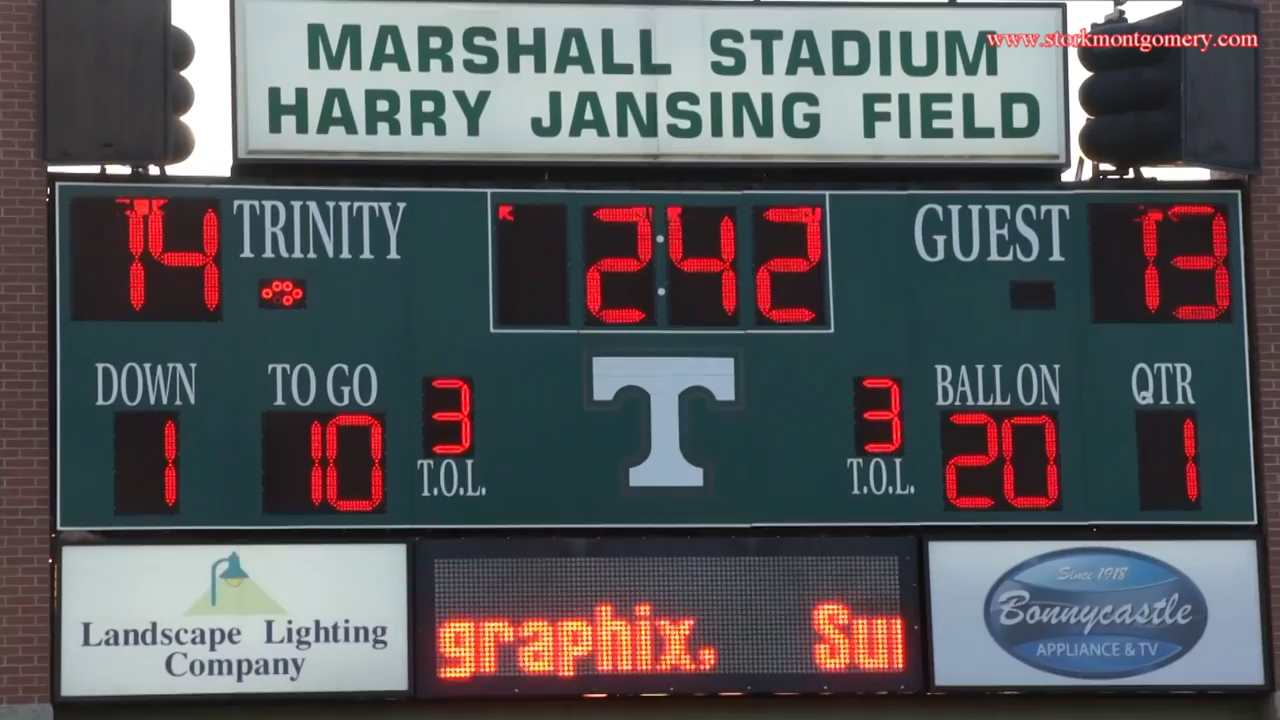 MARSHALL STADIUM
HARRY JANSING FIELD
www.storkmontgomery.com
14 TRINITY 2:42 GUEST 13
DOWN TO GO BALL ON QTR
1 10 3 3 20 1
T.O.L. T.O.L.
T
Landscape Lighting
Company
graphix. Sun
Since 1918
Bonnycastle
APPLIANCE & TV